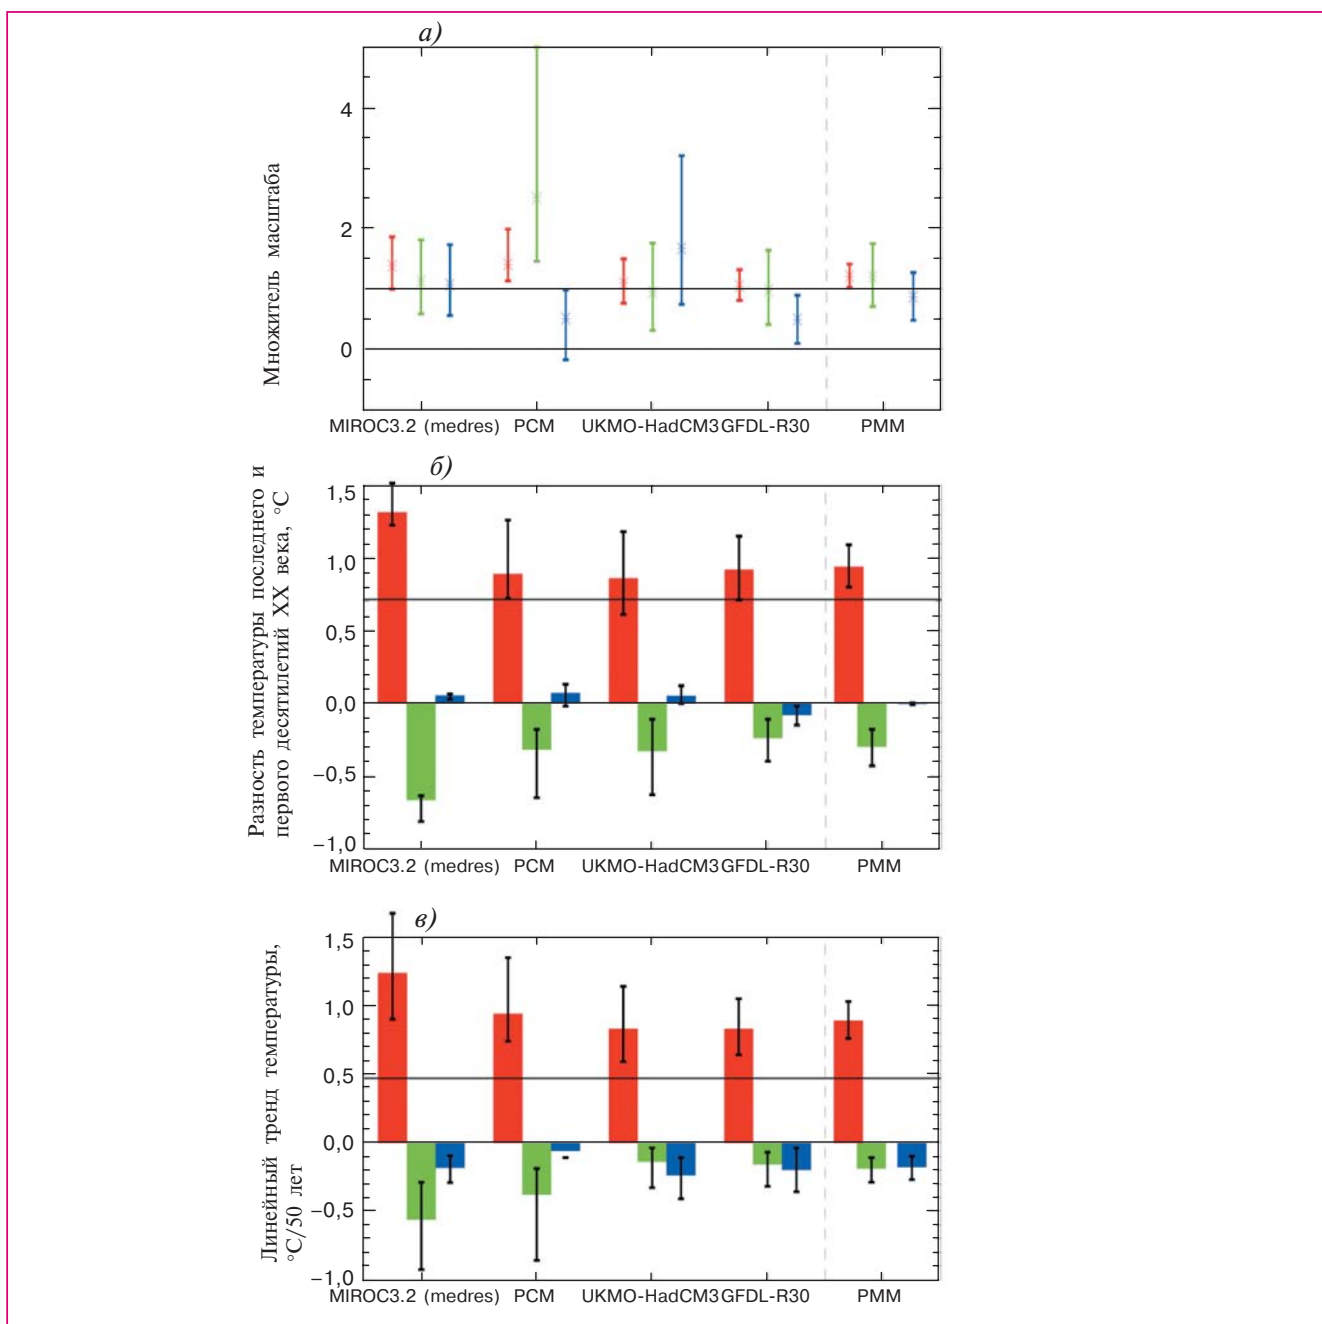 а)
Множитель масштаба
4
2
0
MIROC3.2 (medres) PCM UKMO-HadCM3 GFDL-R30 PMM
б)
Разность температуры последнего и
первого десятилетий XX века, °C
1,5
1,0
0,5
0,0
−0,5
−1,0
MIROC3.2 (medres) PCM UKMO-HadCM3 GFDL-R30 PMM
в)
Линейный тренд температуры,
°C/50 лет
1,5
1,0
0,5
0,0
−0,5
−1,0
MIROC3.2 (medres) PCM UKMO-HadCM3 GFDL-R30 PMM